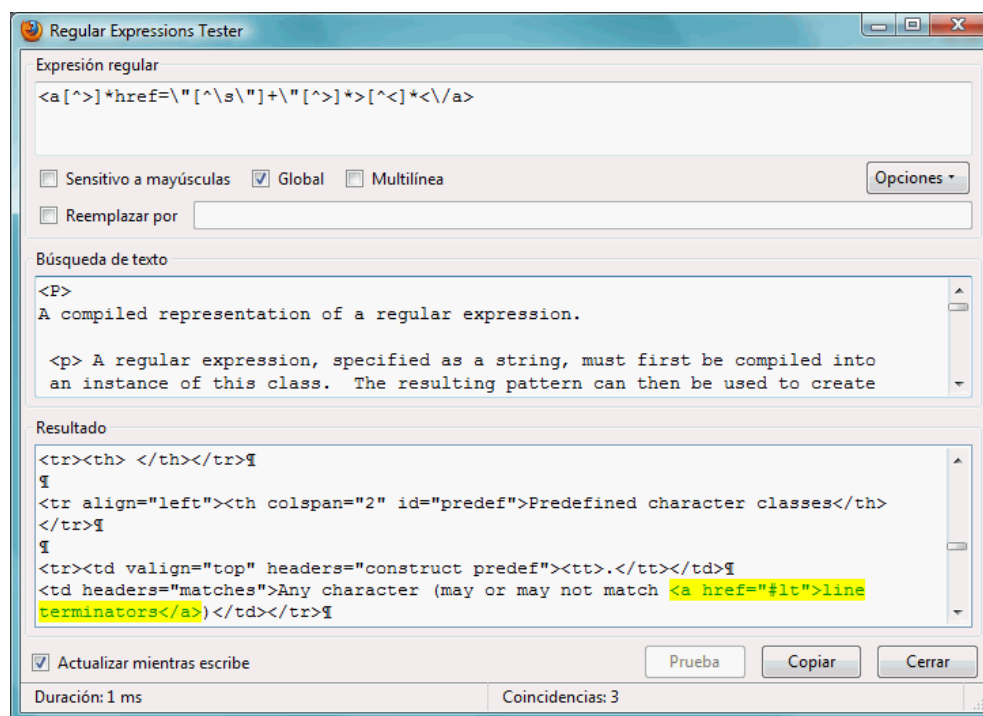 Regular Expressions Tester
Expresión regular
<a[^>]*href=\"[^\s\"]+\"[^>]*>[^<]*<\/a>
Sensitivo a mayúsculas Global Multilínea Opciones
Reemplazar por
Búsqueda de texto
<P>
A compiled representation of a regular expression.
<p> A regular expression, specified as a string, must first be compiled into
an instance of this class.  The resulting pattern can then be used to create
Resultado
<tr><th> </th></tr>¶
¶
<tr align="left"><th colspan="2" id="predef">Predefined character classes</th>
</tr>¶
¶
<tr><td valign="top" headers="construct predef"><tt>.</tt></td>¶
<td headers="matches">Any character (may or may not match <a href="#lt">line
terminators</a>)</td></tr>¶
Actualizar mientras escribe Prueba Copiar Cerrar
Duración: 1 ms Coincidencias: 3